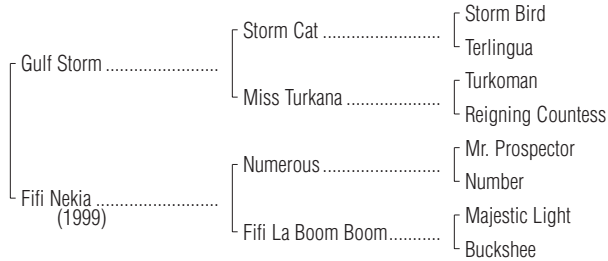 Storm Bird
Storm Cat ........................
Terlingua
Gulf Storm .......................
Turkoman
Miss Turkana ...................
Reigning Countess
Mr. Prospector
Numerous ........................
Number
Fifi Nekia .........................
(1999)
Majestic Light
Fifi La Boom Boom..........
Buckshee